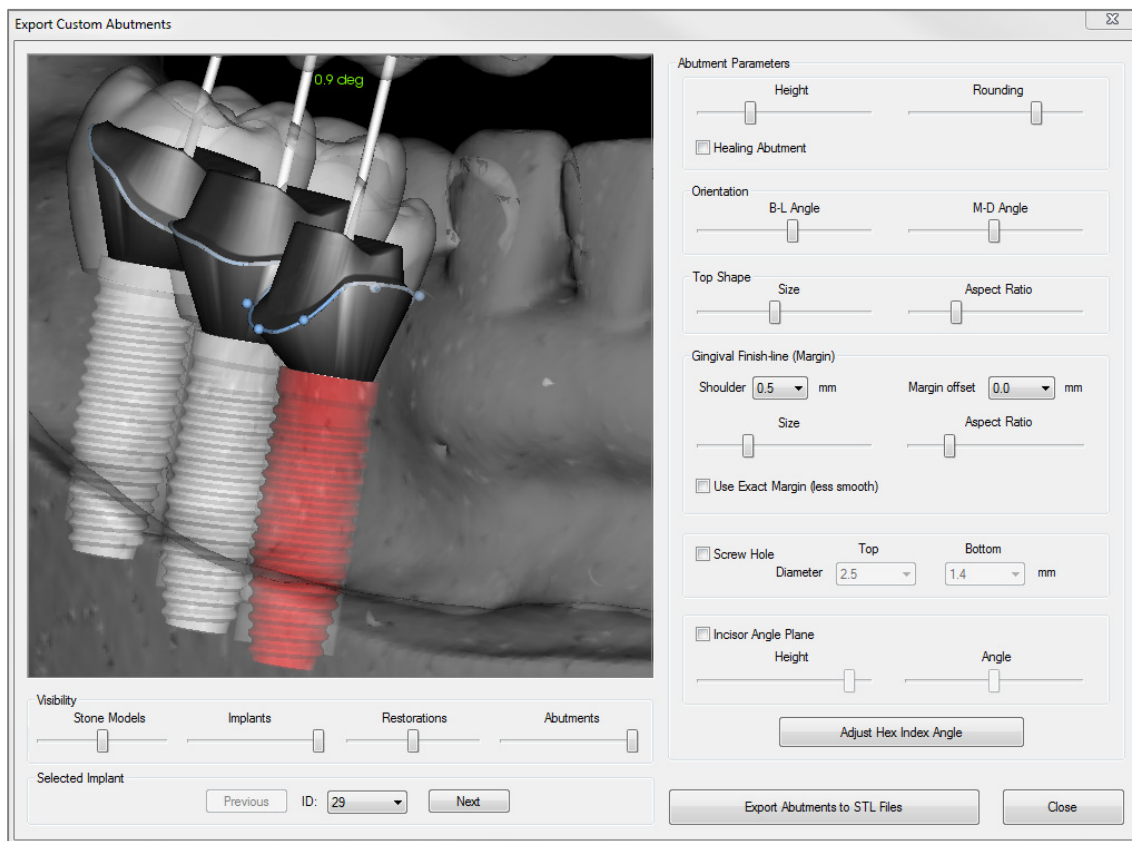 Export Custom Abutments
0.9 deg
Visibility
Stone Models Implants Restorations Abutments
Selected Implant
Previous ID: 29 Next
Abutment Parameters
Height Rounding
Healing Abutment
Orientation
B-L Angle M-D Angle
Top Shape
Size Aspect Ratio
Gingival Finish-line (Margin)
Shoulder 0.5 mm Margin offset 0.0 mm
Size Aspect Ratio
Use Exact Margin (less smooth)
Screw Hole Top Bottom
Diameter 2.5 1.4 mm
Incisor Angle Plane
Height Angle
Adjust Hex Index Angle
Export Abutments to STL Files Close